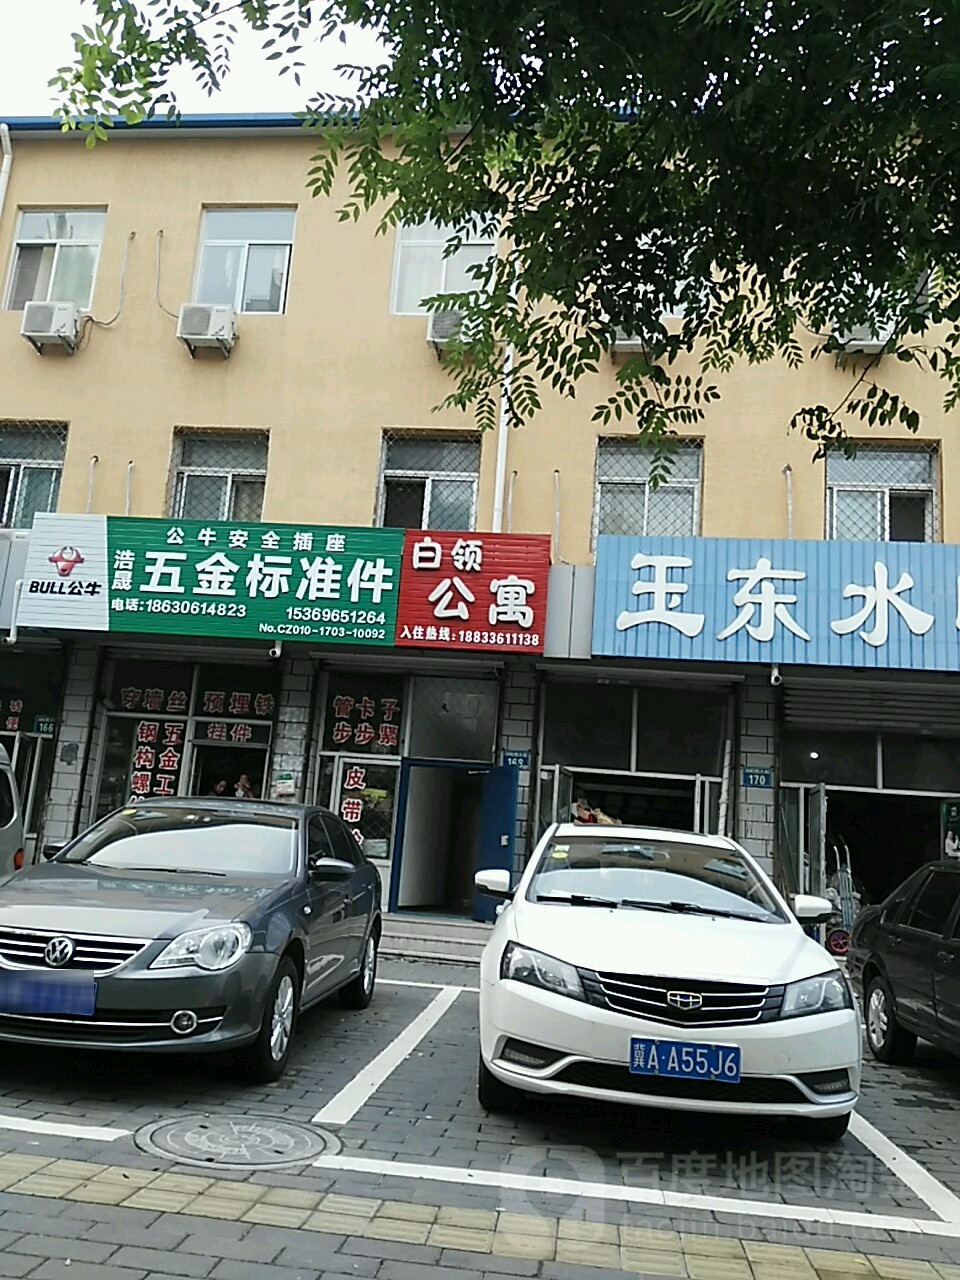 公牛安全插座
BULL公牛
浩晟
五金标准件
电话:18630614823
15369651264
No.CZ010-1703-10092
白领
公寓
入住热线:18833611138
玉东水
穿墙丝 预埋铁
栏件
五金工
钢构螺
管卡子
步步紧
皮带
166
168
170
冀A·A55J6
百度地图淘